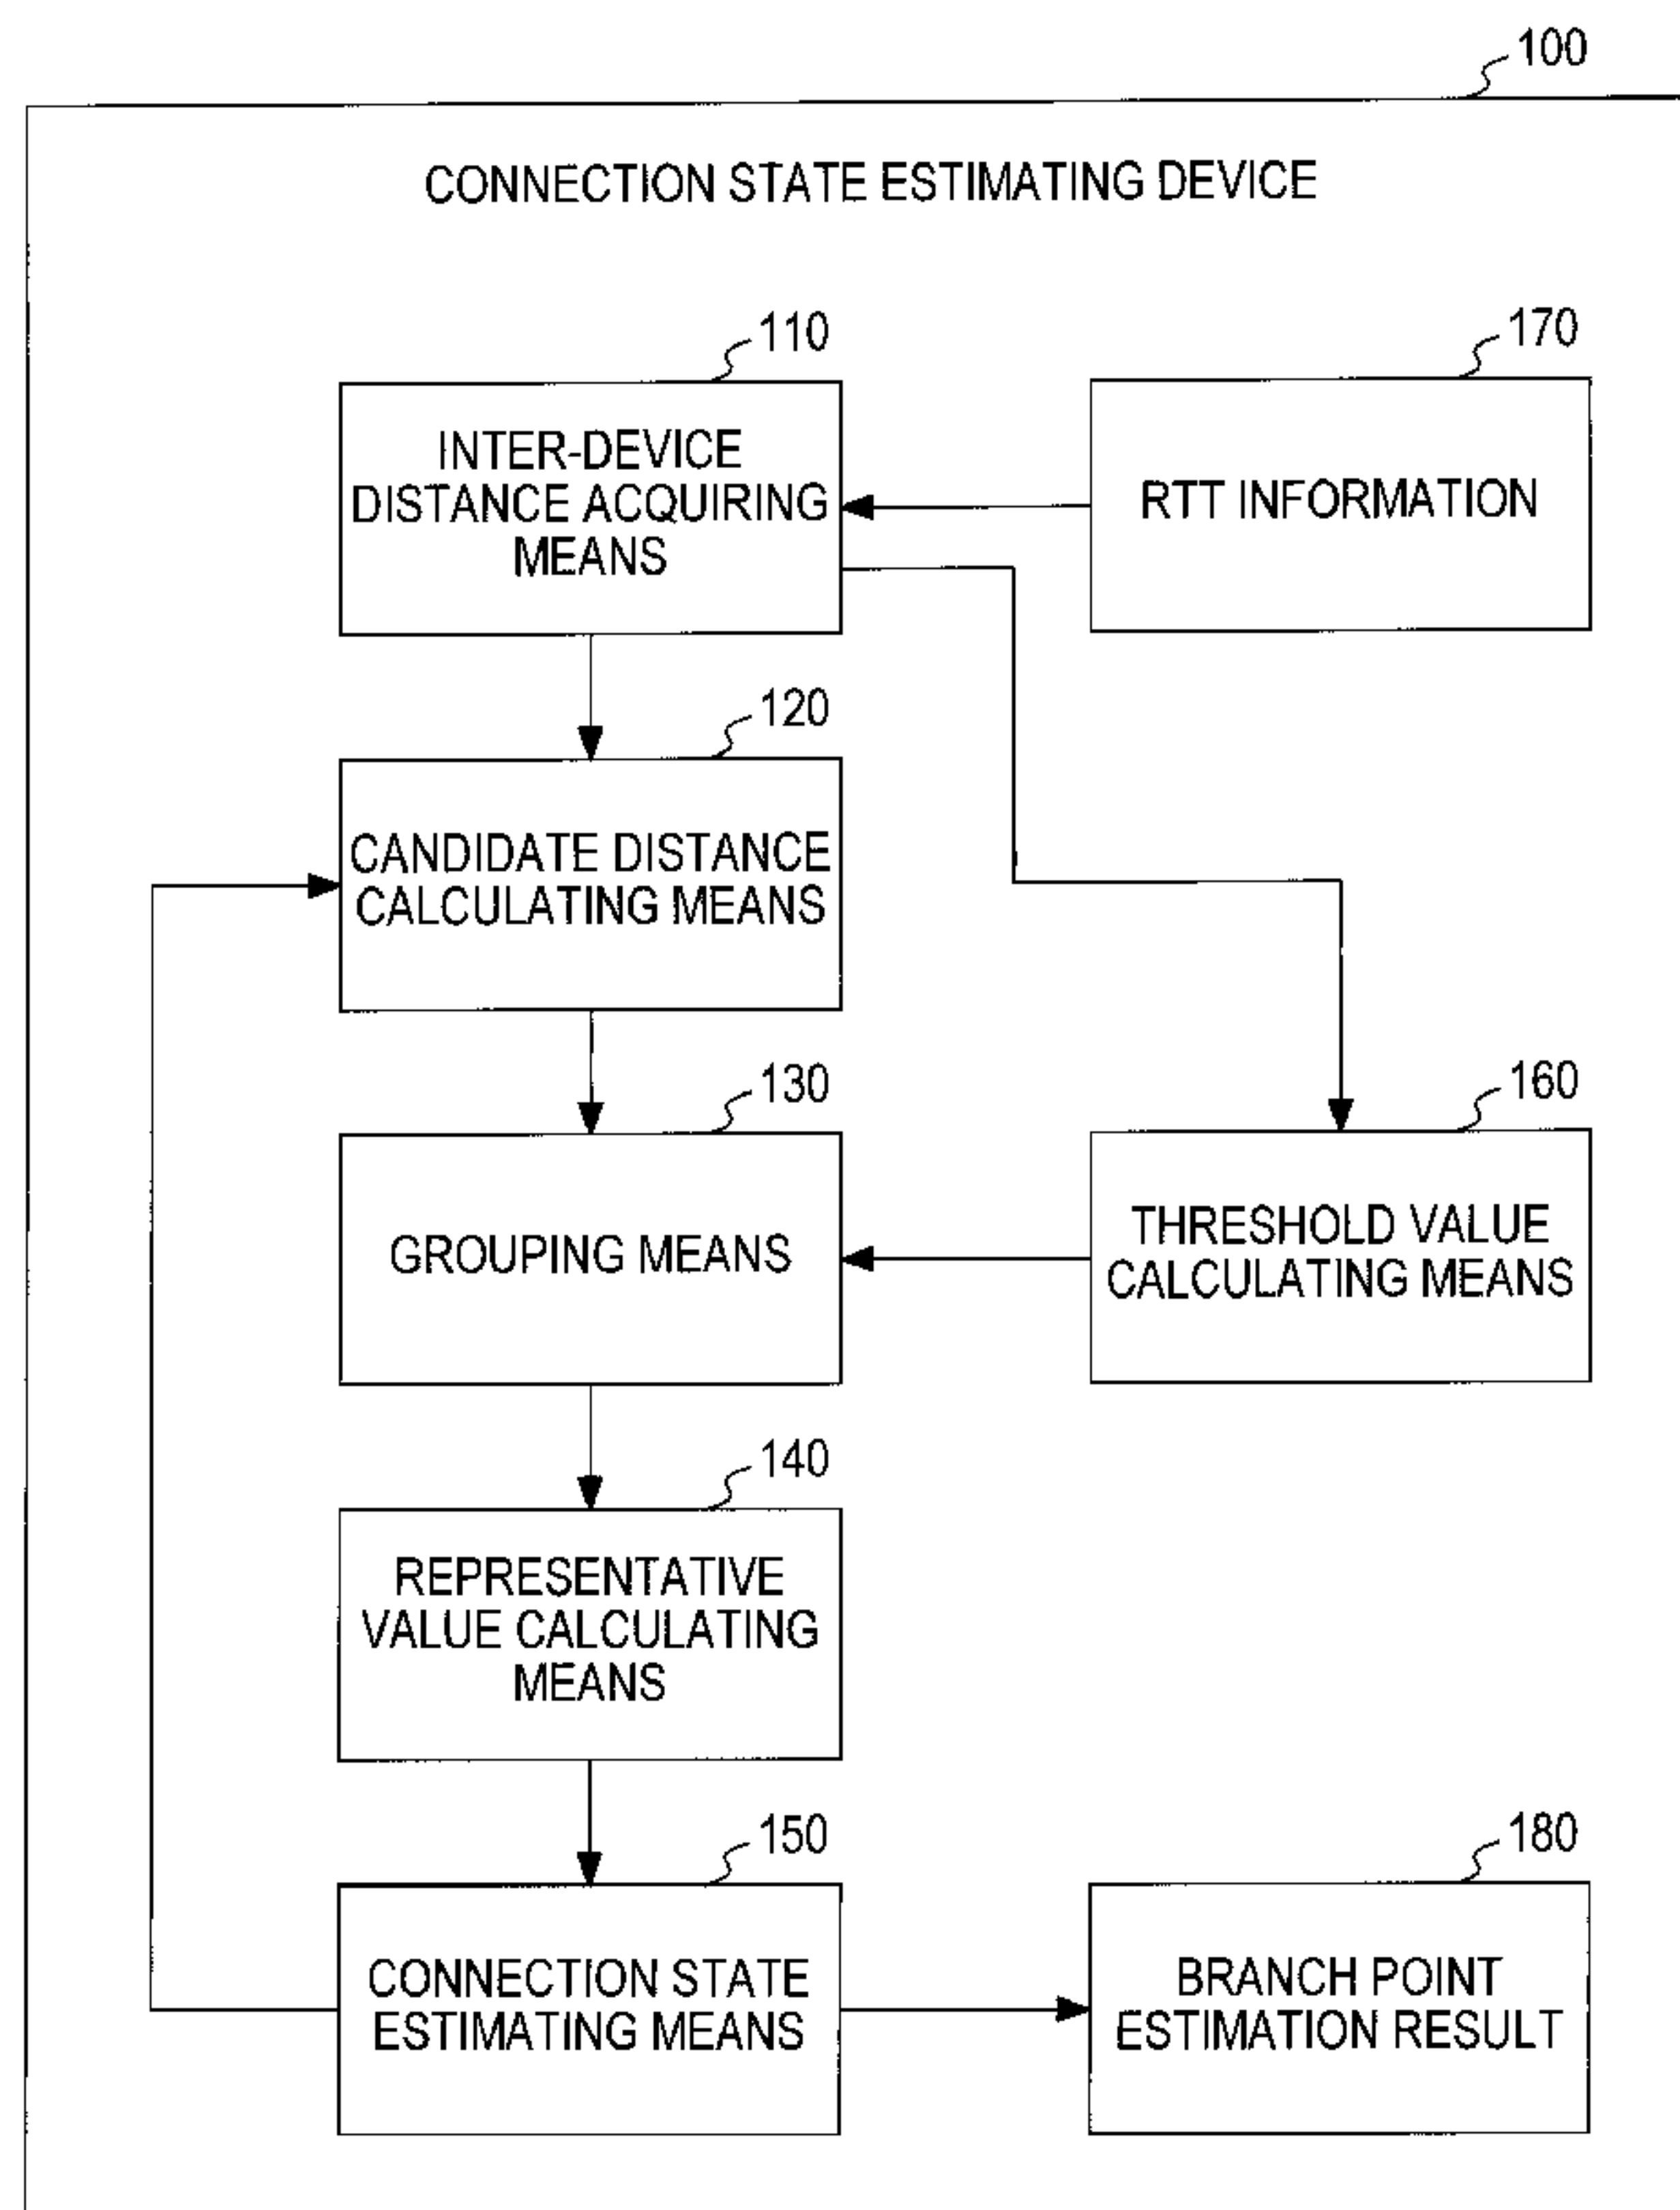 100
CONNECTION STATE ESTIMATING DEVICE
110
INTER-DEVICE
DISTANCE ACQUIRING
MEANS
170
RTT INFORMATION
120
CANDIDATE DISTANCE
CALCULATING MEANS
130
GROUPING MEANS
160
THRESHOLD VALUE
CALCULATING MEANS
140
REPRESENTATIVE
VALUE CALCULATING
MEANS
150
CONNECTION STATE
ESTIMATING MEANS
180
BRANCH POINT
ESTIMATION RESULT